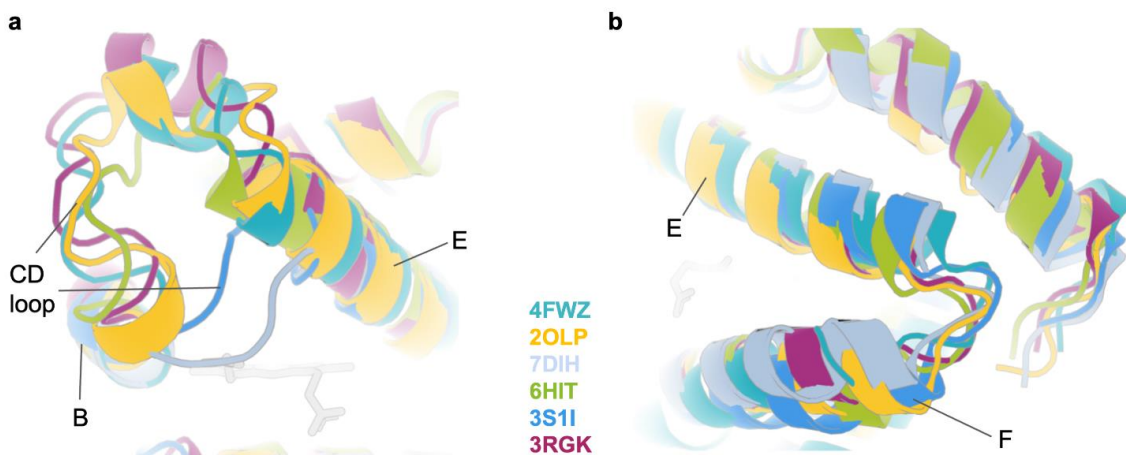 a
b
CD
loop
B
E
4FWZ
2OLP
7DIH
6HIT
3S1I
3RGK
E
F